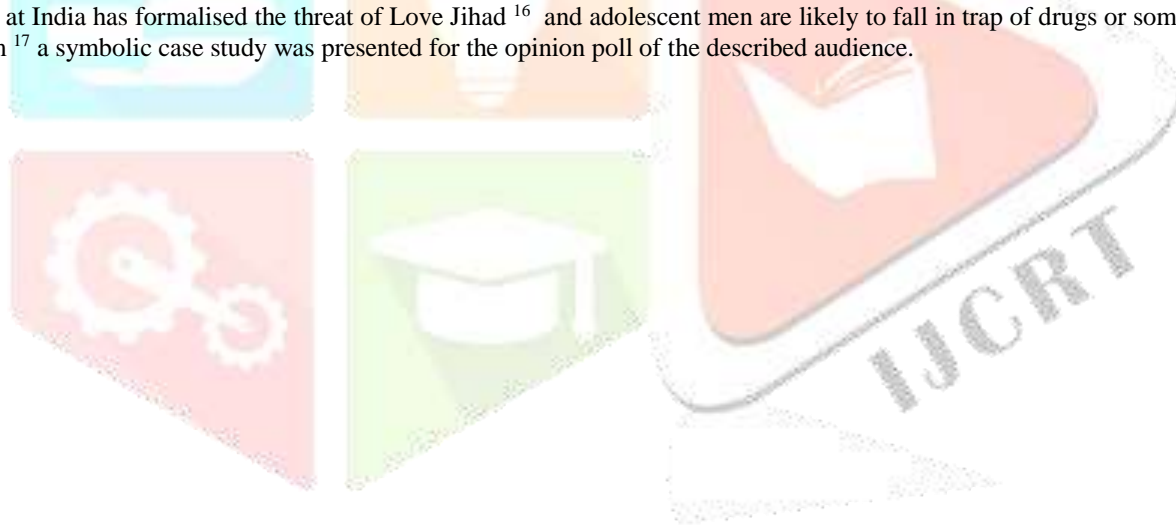 at India has formalised the threat of Love Jihad 16 and adolescent men are likely to fall in trap of drugs or som
17 a symbolic case study was presented for the opinion poll of the described audience.
IJCRT